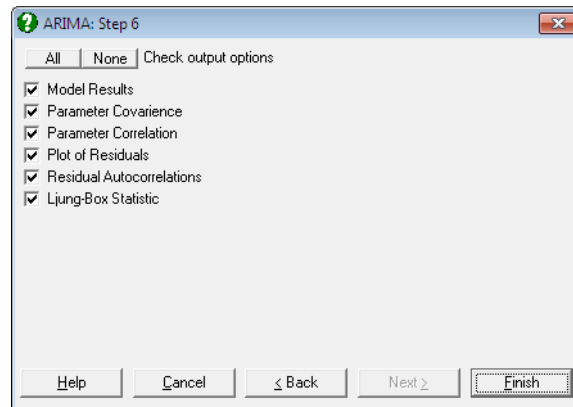 ARIMA: Step 6
All None Check output options
Model Results
Parameter Covarience
Parameter Correlation
Plot of Residuals
Residual Autocorrelations
Ljung-Box Statistic
Help Cancel < Back Next > Finish